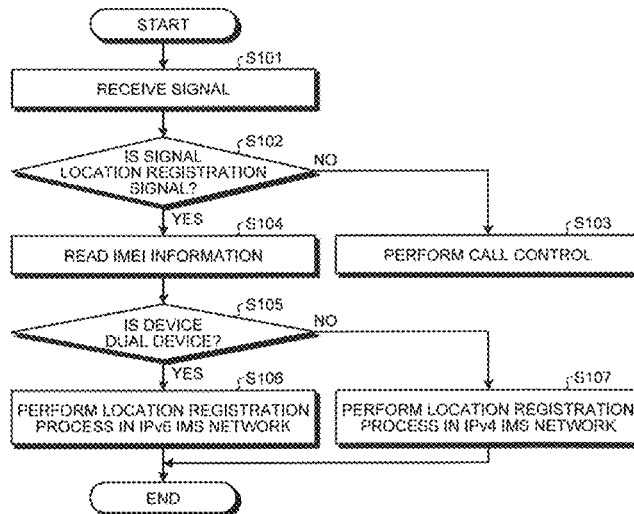 START
S101
RECEIVE SIGNAL
S102
IS SIGNAL
LOCATION REGISTRATION
SIGNAL?
NO
YES
S104
READ IMEI INFORMATION
S103
PERFORM CALL CONTROL
S105
IS DEVICE
DUAL DEVICE?
NO
YES
S106
PERFORM LOCATION REGISTRATION
PROCESS IN IPv6 IMS NETWORK
S107
PERFORM LOCATION REGISTRATION
PROCESS IN IPv4 IMS NETWORK
END